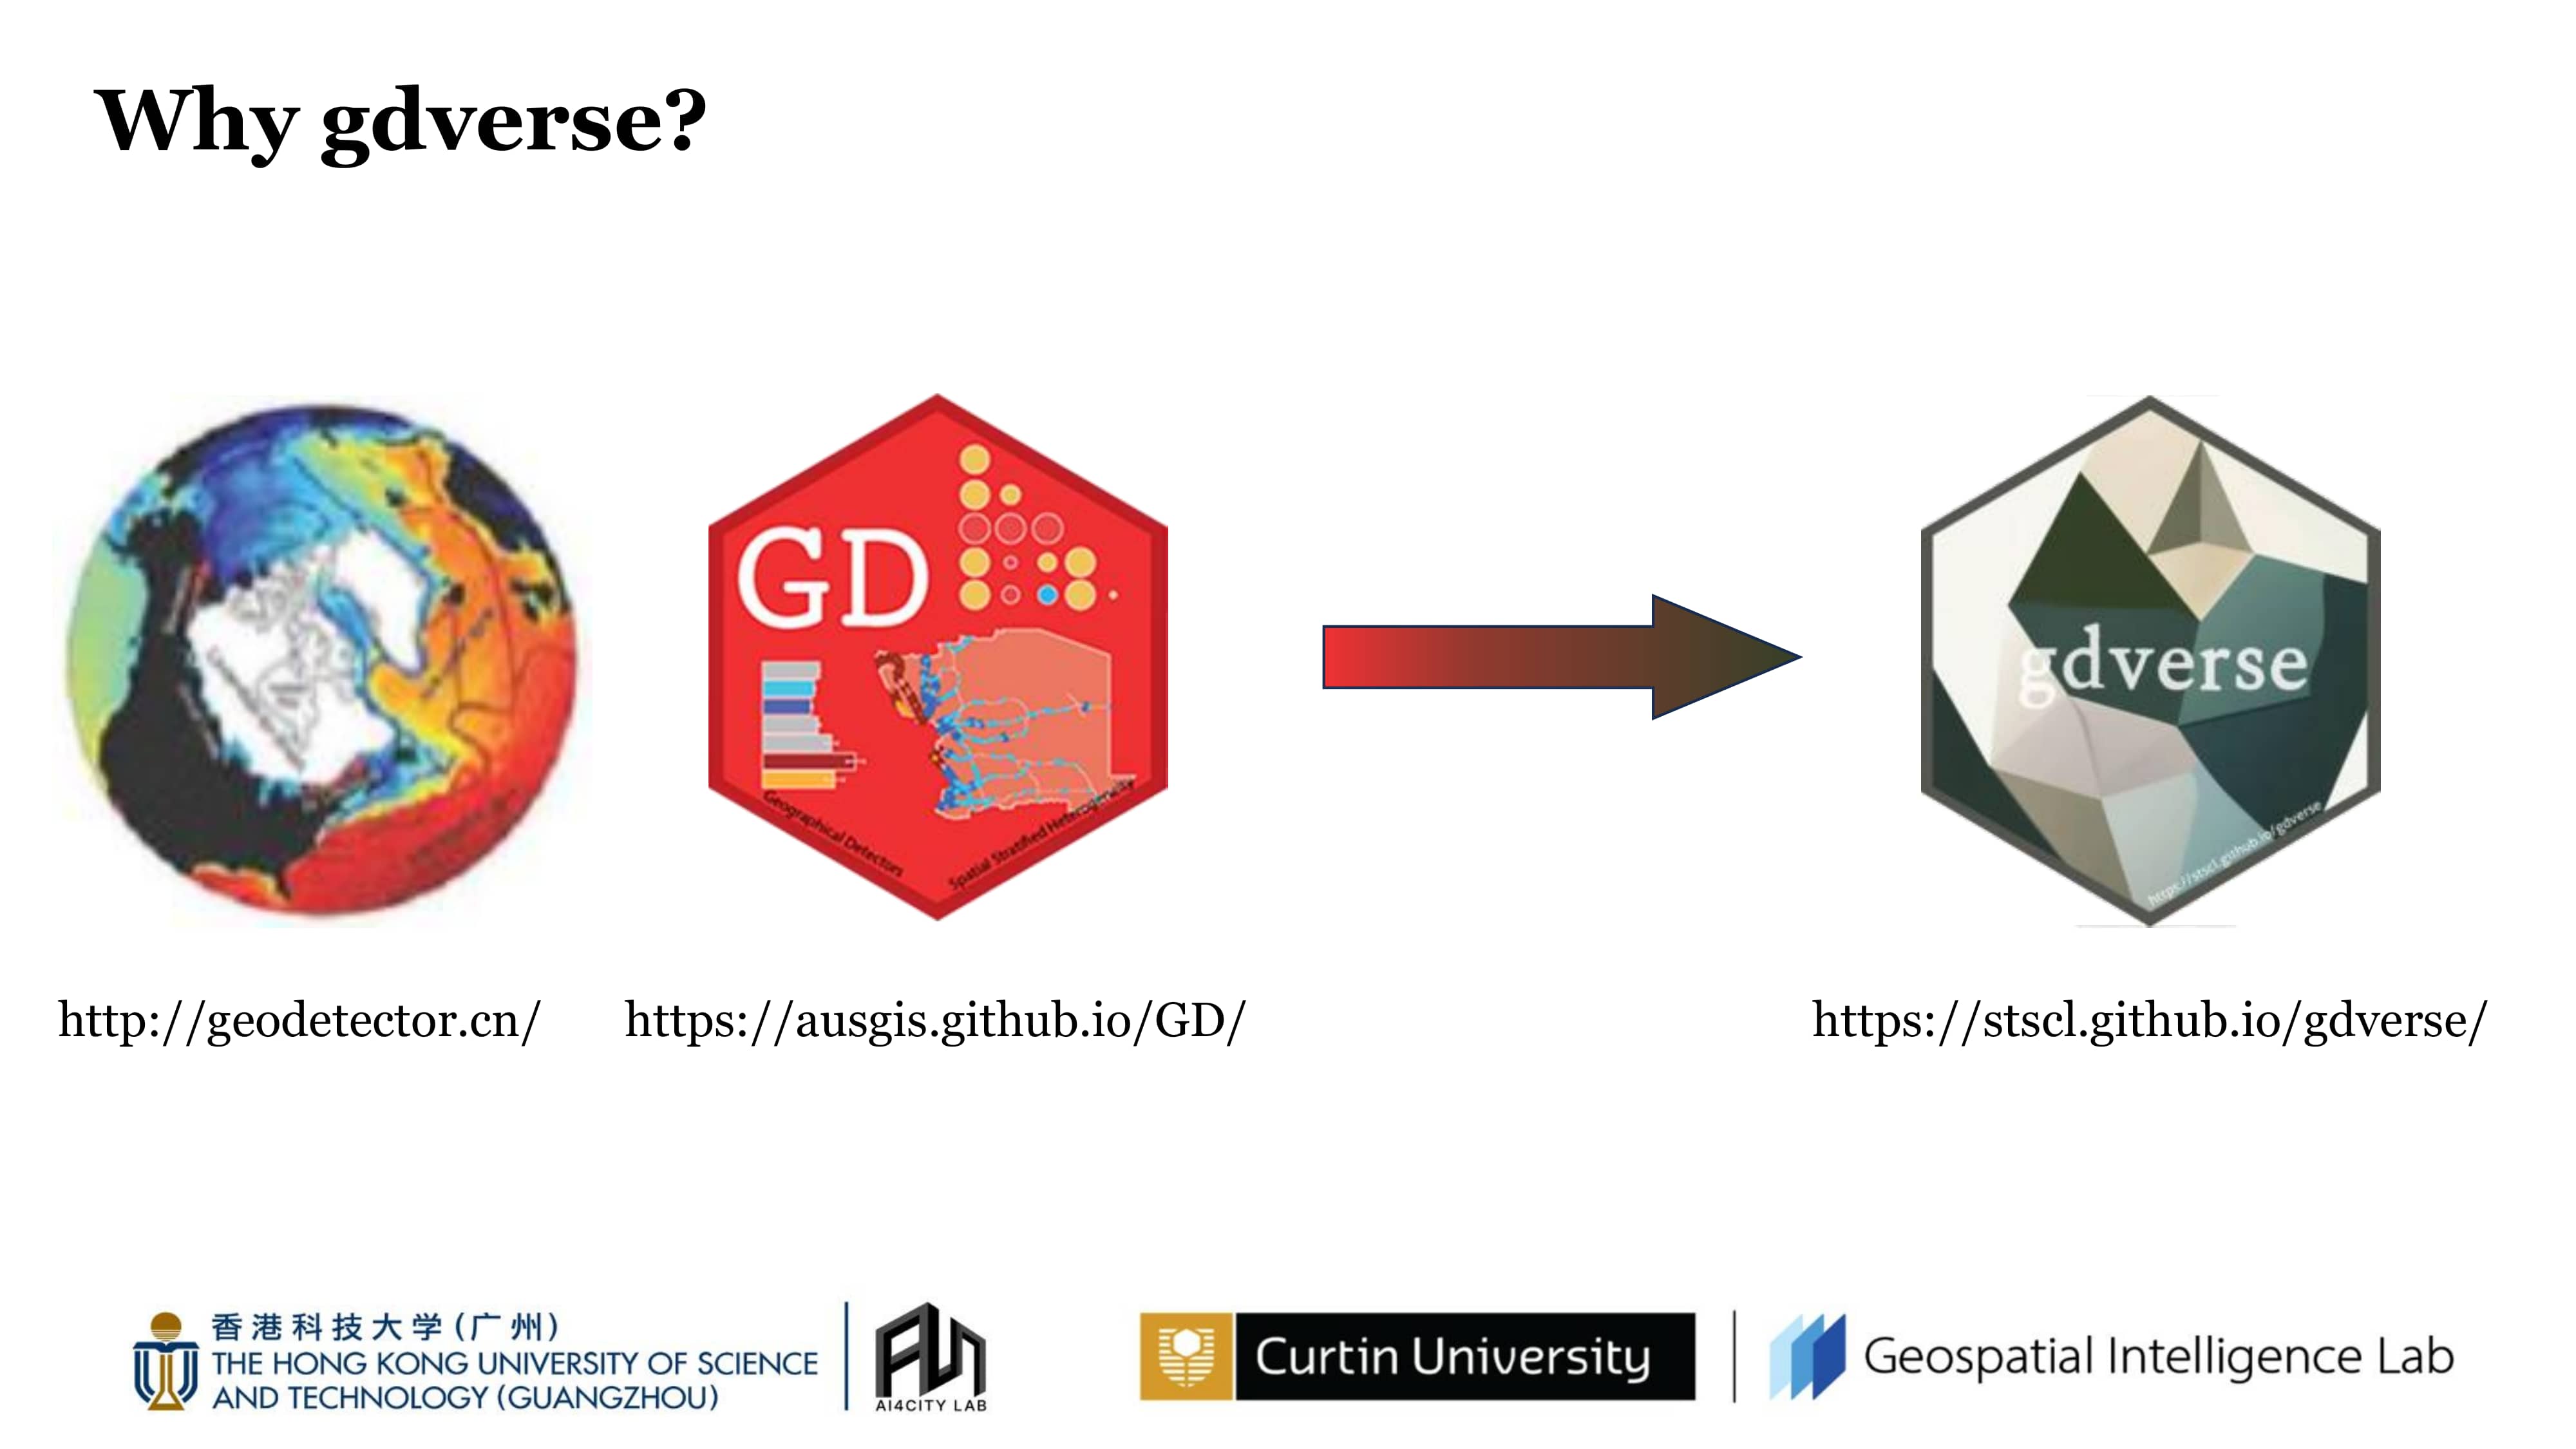 Why gdverse?
GD
Geographical Detectors
Spatial Stratified Heterogeneity
gdverse
https://stscl.github.io/gdverse
http://geodetector.cn/
https://ausgis.github.io/GD/
https://stscl.github.io/gdverse/
香港科技大学(广州)
THE HONG KONG UNIVERSITY OF SCIENCE
AND TECHNOLOGY (GUANGZHOU)
AI4CITY LAB
Curtin University
Geospatial Intelligence Lab